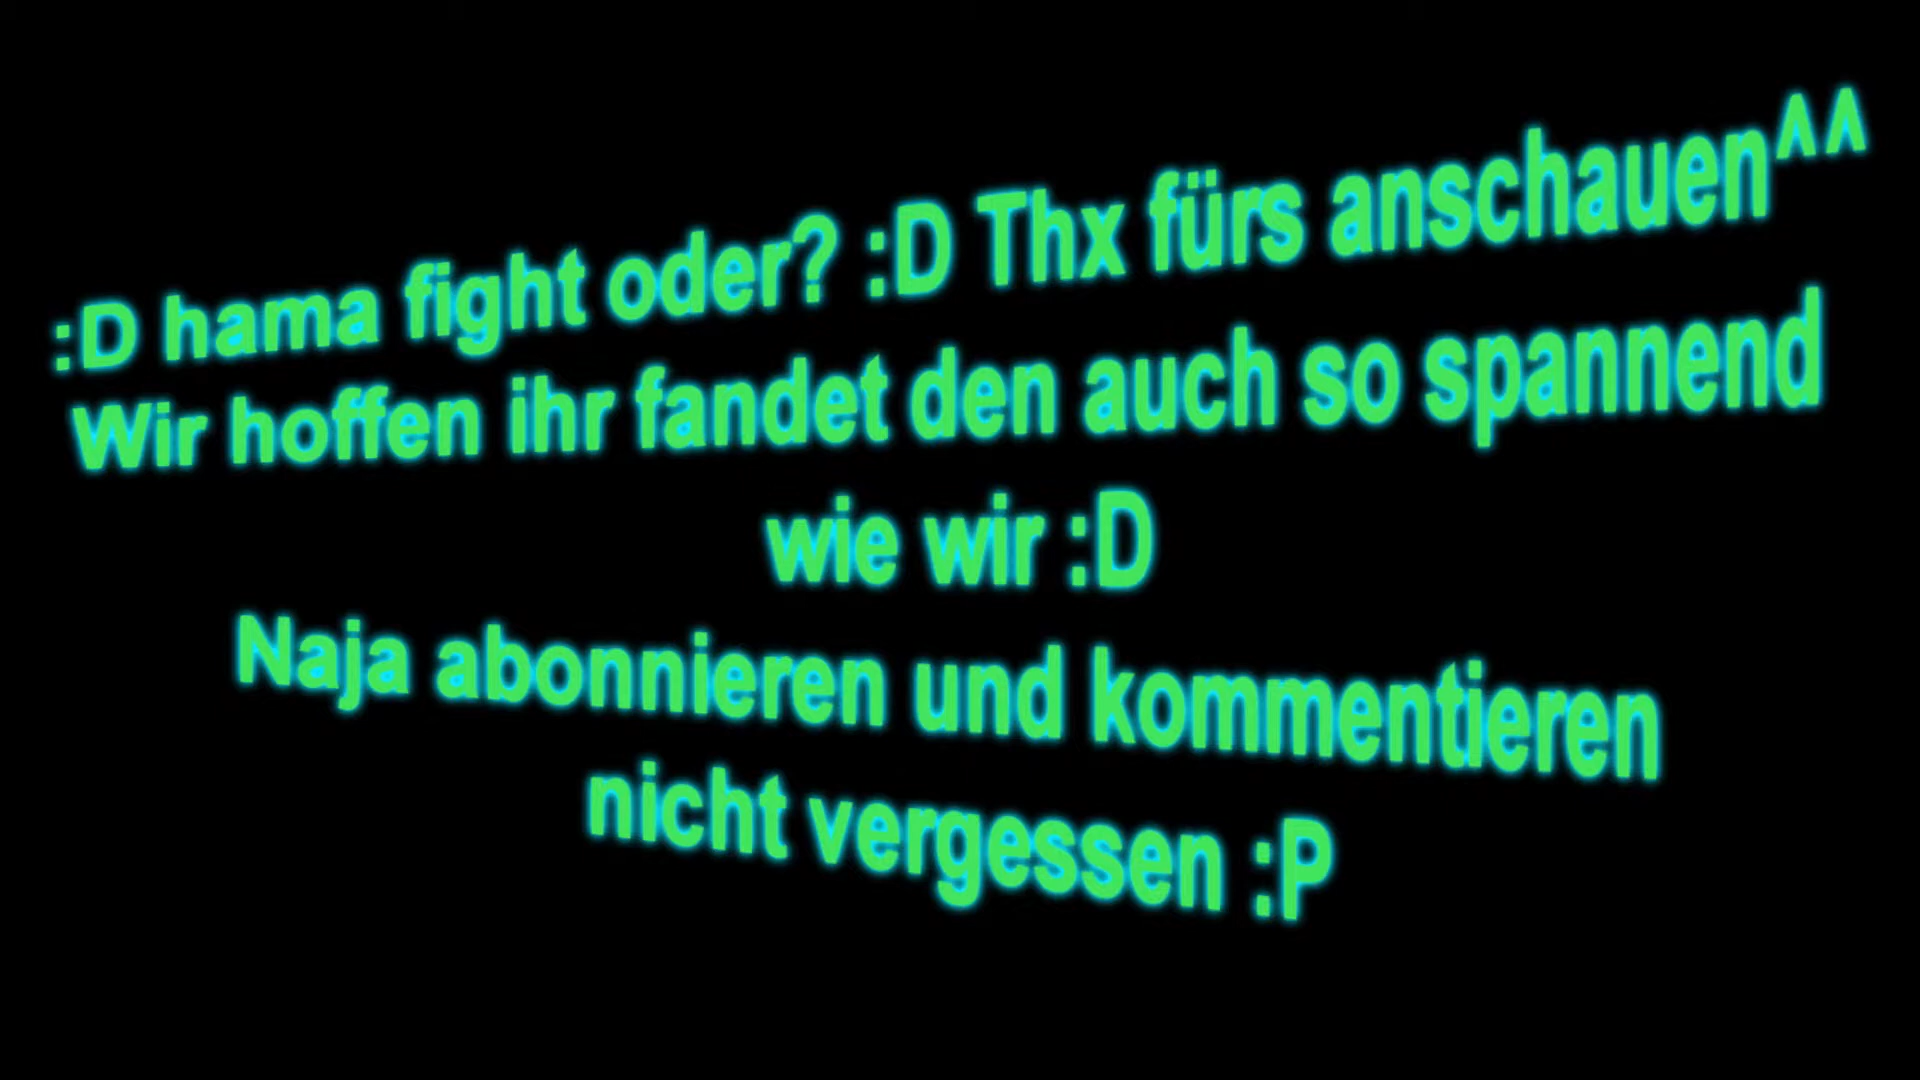 :D hama fight oder? :D Thx fürs anschauen^^
Wir hoffen ihr fandet den auch so spannend
wie wir :D
Naja abonnieren und kommentieren
nicht vergessen :P